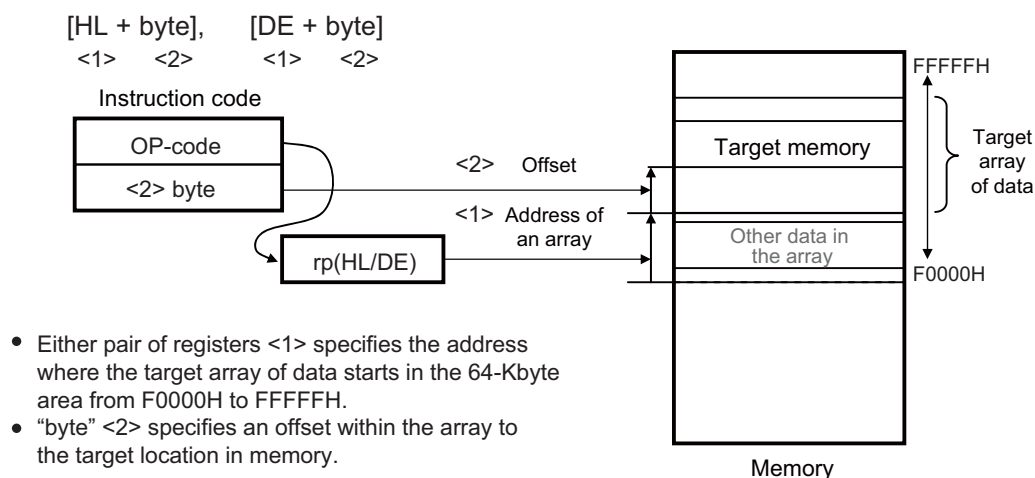 [HL + byte], [DE + byte]
<1> <2> <1> <2>
Instruction code
OP-code
<2> byte
<2> Offset
<1> Address of
an array
rp(HL/DE)
FFFFFH
Target memory
Target
array
of data
Other data in
the array
F0000H
Memory
• Either pair of registers <1> specifies the address
where the target array of data starts in the 64-Kbyte
area from F0000H to FFFFFH.
• “byte” <2> specifies an offset within the array to
the target location in memory.